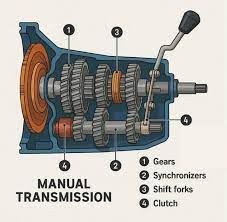 1
3
4
4
2
MANUAL
TRANSMISSION
1 Gears
2 Synchronizers
3 Shift forks
4 Clutch